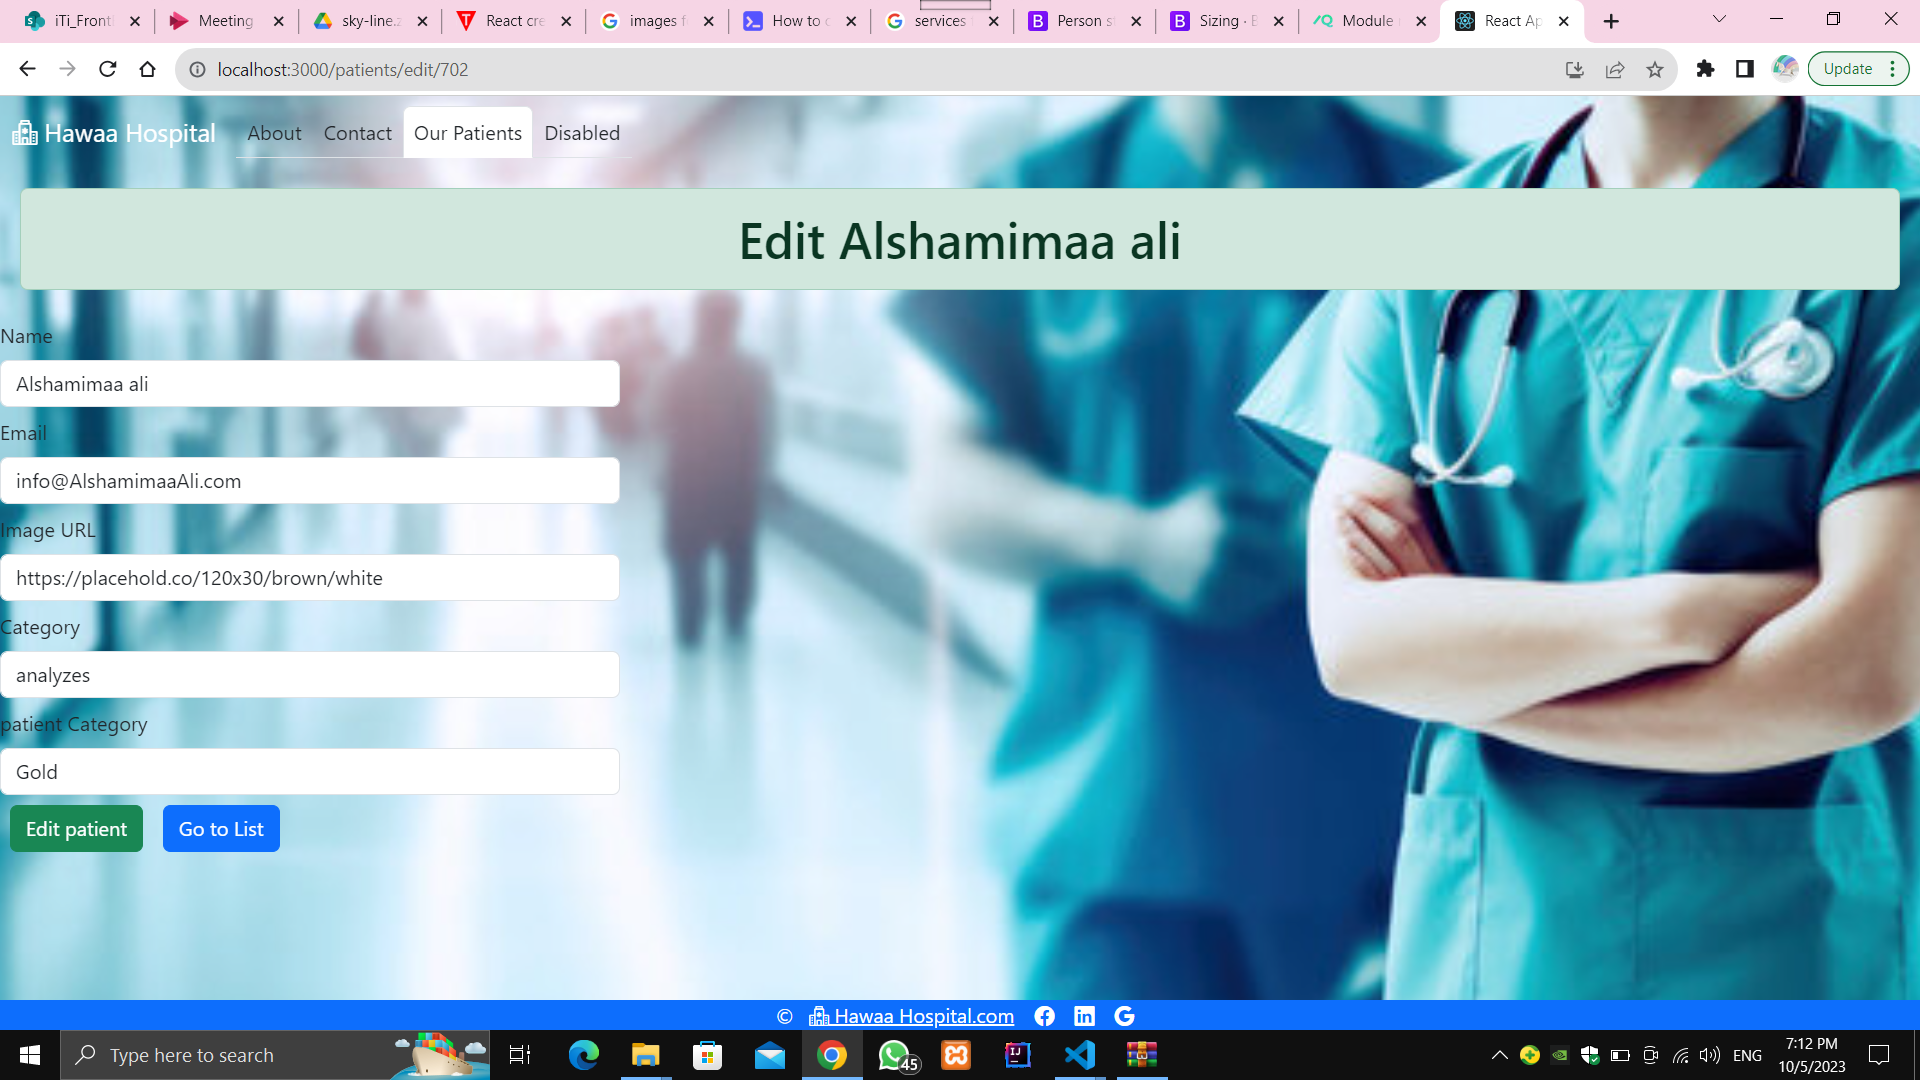 iTi_Front
Meeting
sky-line.z
React cre
images f
How to c
services
Person s
Sizing · B
Module
React Ap
localhost:3000/patients/edit/702
Update
Hawaa Hospital
About
Contact
Our Patients
Disabled
Edit Alshamimaa ali
Name
Alshamimaa ali
Email
info@AlshamimaaAli.com
Image URL
https://placehold.co/120x30/brown/white
Category
analyzes
patient Category
Gold
Edit patient
Go to List
© Hawaa Hospital.com
Type here to search
45
ENG
7:12 PM
10/5/2023